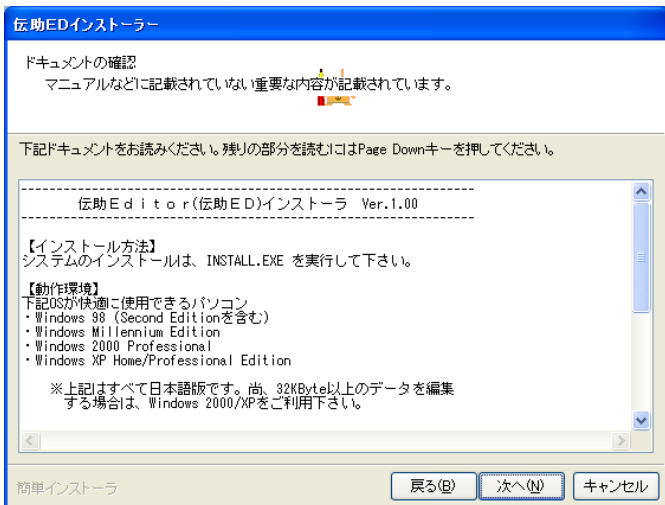 伝助EDインストーラー
ドキュメントの確認
マニュアルなどに記載されていない重要な内容が記載されています。
下記ドキュメントをお読みください。残りの部分を読むにはPage Downキーを押してください。
--------------------------------------------------------------
伝助Ｅｄｉｔｏｒ(伝助ＥＤ)インストーラ Ver.1.00
--------------------------------------------------------------
【インストール方法】
システムのインストールは、INSTALL.EXE を実行して下さい。
【動作環境】
下記OSが快適に使用できるパソコン
・Windows 98 (Second Editionを含む)
・Windows Millennium Edition
・Windows 2000 Professional
・Windows XP Home/Professional Edition
※上記はすべて日本語版です。尚、32KByte以上のデータを編集
する場合は、Windows 2000/XPをご利用下さい。
簡単インストーラ
戻る(B)
次へ(N)
キャンセル